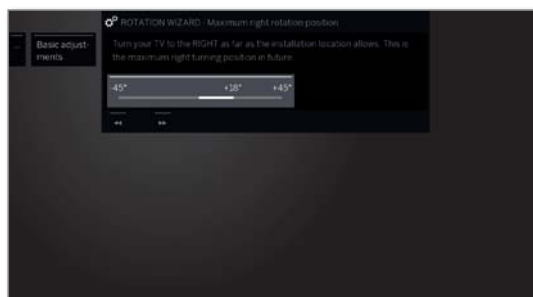 ROTATION WIZARD - Maximum right rotation position
... Basic adjust-
ments
Turn your TV to the RIGHT as far as the installation location allows. This is
the maximum right turning position in future.
-45° +18° +45°